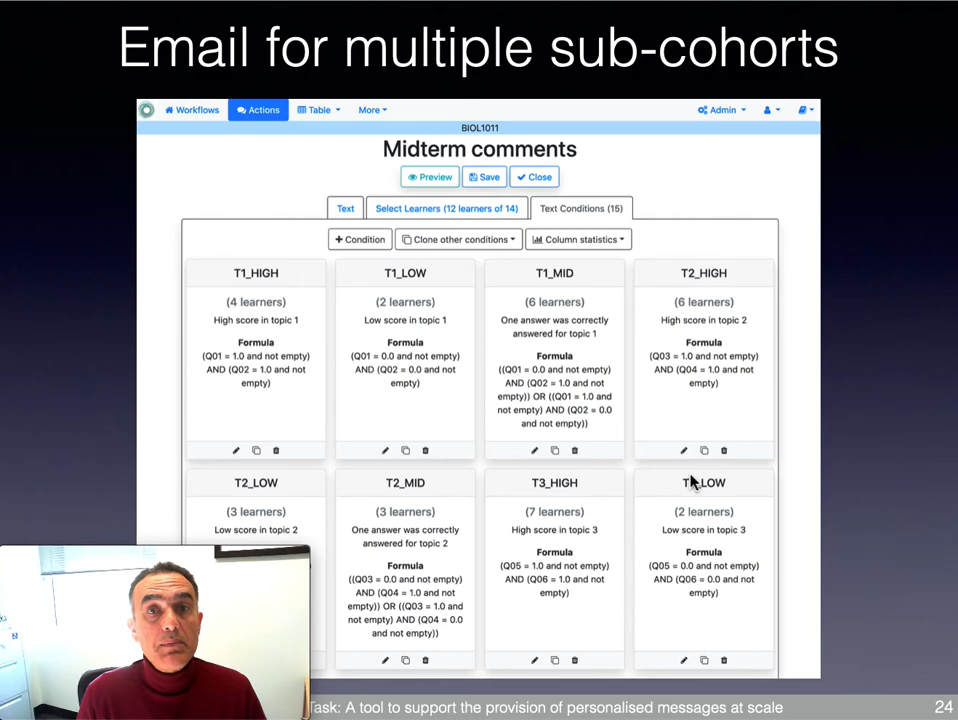 Email for multiple sub-cohorts
Workflows
Actions
Table
More
Admin
BIOL1011
Midterm comments
Preview
Save
Close
Text
Select Learners (12 learners of 14)
Text Conditions (15)
Condition
Clone other conditions
Column statistics
T1_HIGH
(4 learners)
High score in topic 1
Formula
(Q01 = 1.0 and not empty)
AND (Q02 = 1.0 and not
empty)
T1_LOW
(2 learners)
Low score in topic 1
Formula
(Q01 = 0.0 and not empty)
AND (Q02 = 0.0 and not
empty)
T1_MID
(6 learners)
One answer was correctly
answered for topic 1
Formula
((Q01 = 0.0 and not empty)
AND (Q02 = 1.0 and not
empty)) OR ((Q01 = 1.0 and
not empty) AND (Q02 = 0.0
and not empty))
T2_HIGH
(6 learners)
High score in topic 2
Formula
(Q03 = 1.0 and not empty)
AND (Q04 = 1.0 and not
empty)
T2_LOW
(3 learners)
Low score in topic 2
T2_MID
(3 learners)
One answer was correctly
answered for topic 2
Formula
((Q03 = 0.0 and not empty)
AND (Q04 = 1.0 and not
empty)) OR ((Q03 = 1.0 and
not empty) AND (Q04 = 0.0
and not empty))
T3_HIGH
(7 learners)
High score in topic 3
Formula
(Q05 = 1.0 and not empty)
AND (Q06 = 1.0 and not
empty)
(2 learners)
Low score in topic 3
Formula
(Q05 = 0.0 and not empty)
AND (Q06 = 0.0 and not
empty)
Task: A tool to support the provision of personalised messages at scale
24